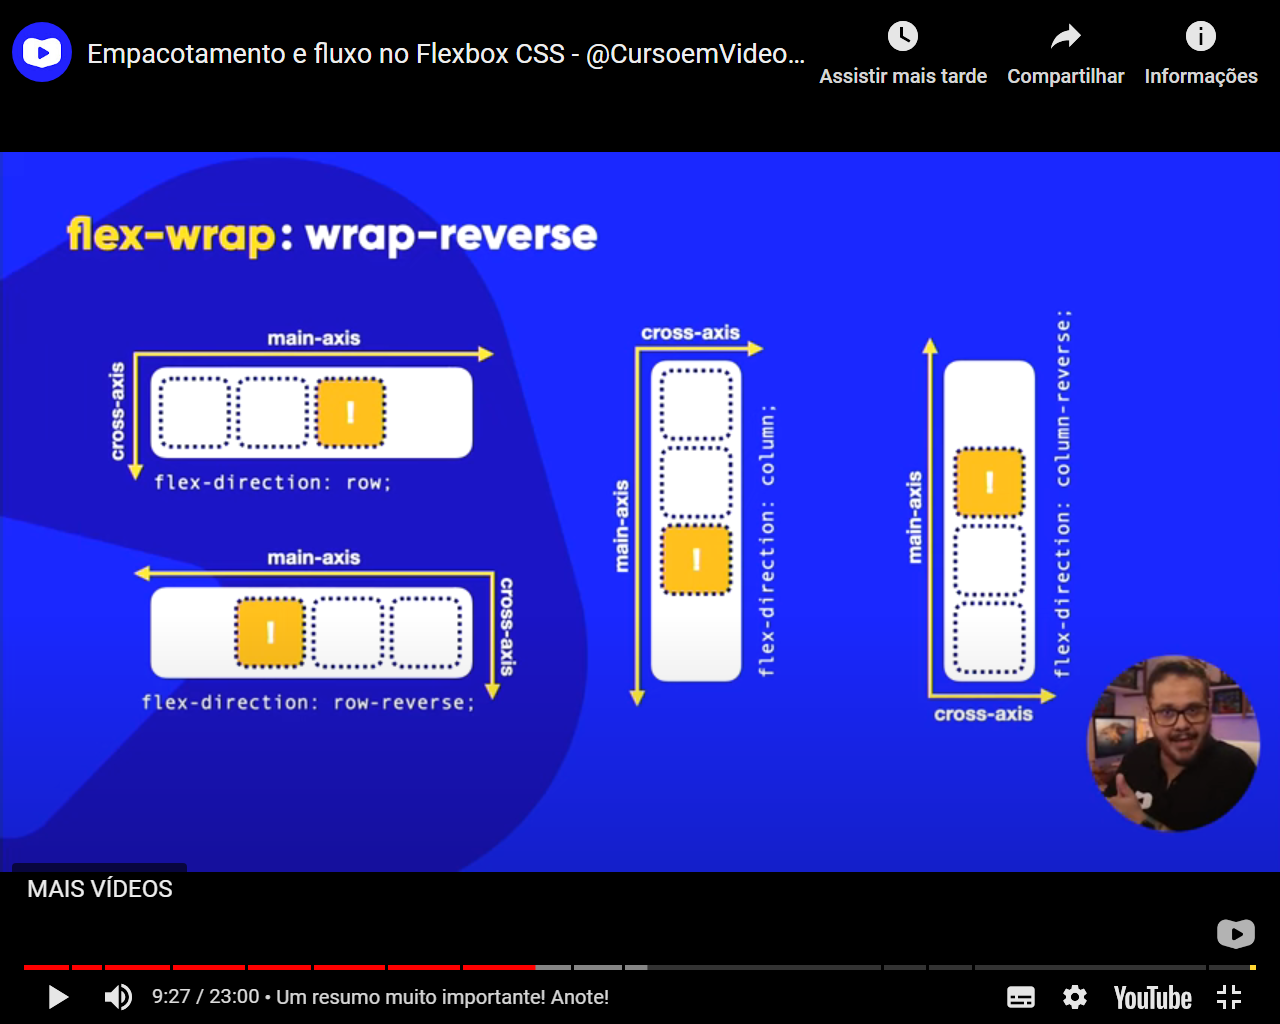 Empacotamento e fluxo no Flexbox CSS - @CursoemVideo...
Assistir mais tarde
Compartilhar
Informações
flex-wrap: wrap-reverse
main-axis
cross-axis
!
flex-direction: row;
main-axis
cross-axis
!
flex-direction: row-reverse;
cross-axis
main-axis
!
flex-direction: column;
main-axis
!
flex-direction: column-reverse;
cross-axis
MAIS VÍDEOS
9:27 / 23:00 • Um resumo muito importante! Anote!
YouTube